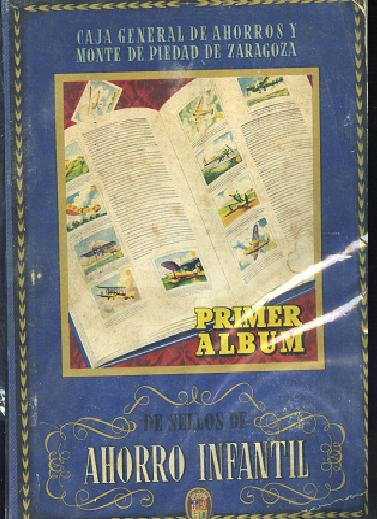 CAJA GENERAL DE AHORROS Y
MONTE DE PIEDAD DE ZARAGOZA
PRIMER
ALBUM
DE SELLOS DE
AHORRO INFANTIL